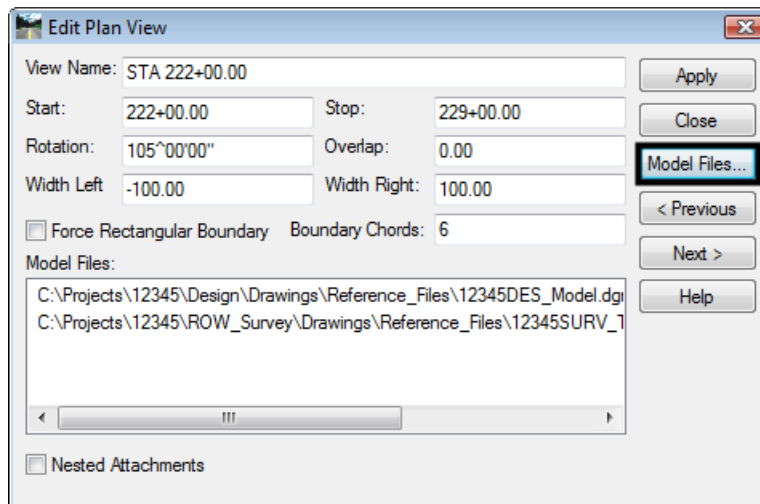 Edit Plan View
View Name: STA 222+00.00
Apply
Start: 222+00.00 Stop: 229+00.00
Close
Rotation: 105^00'00" Overlap: 0.00
Model Files...
Width Left -100.00 Width Right: 100.00
< Previous
Force Rectangular Boundary Boundary Chords: 6
Next >
Model Files:
C:\Projects\12345\Design\Drawings\Reference_Files\12345DES_Model.dgn
Help
C:\Projects\12345\ROW_Survey\Drawings\Reference_Files\12345SURV_T
Nested Attachments